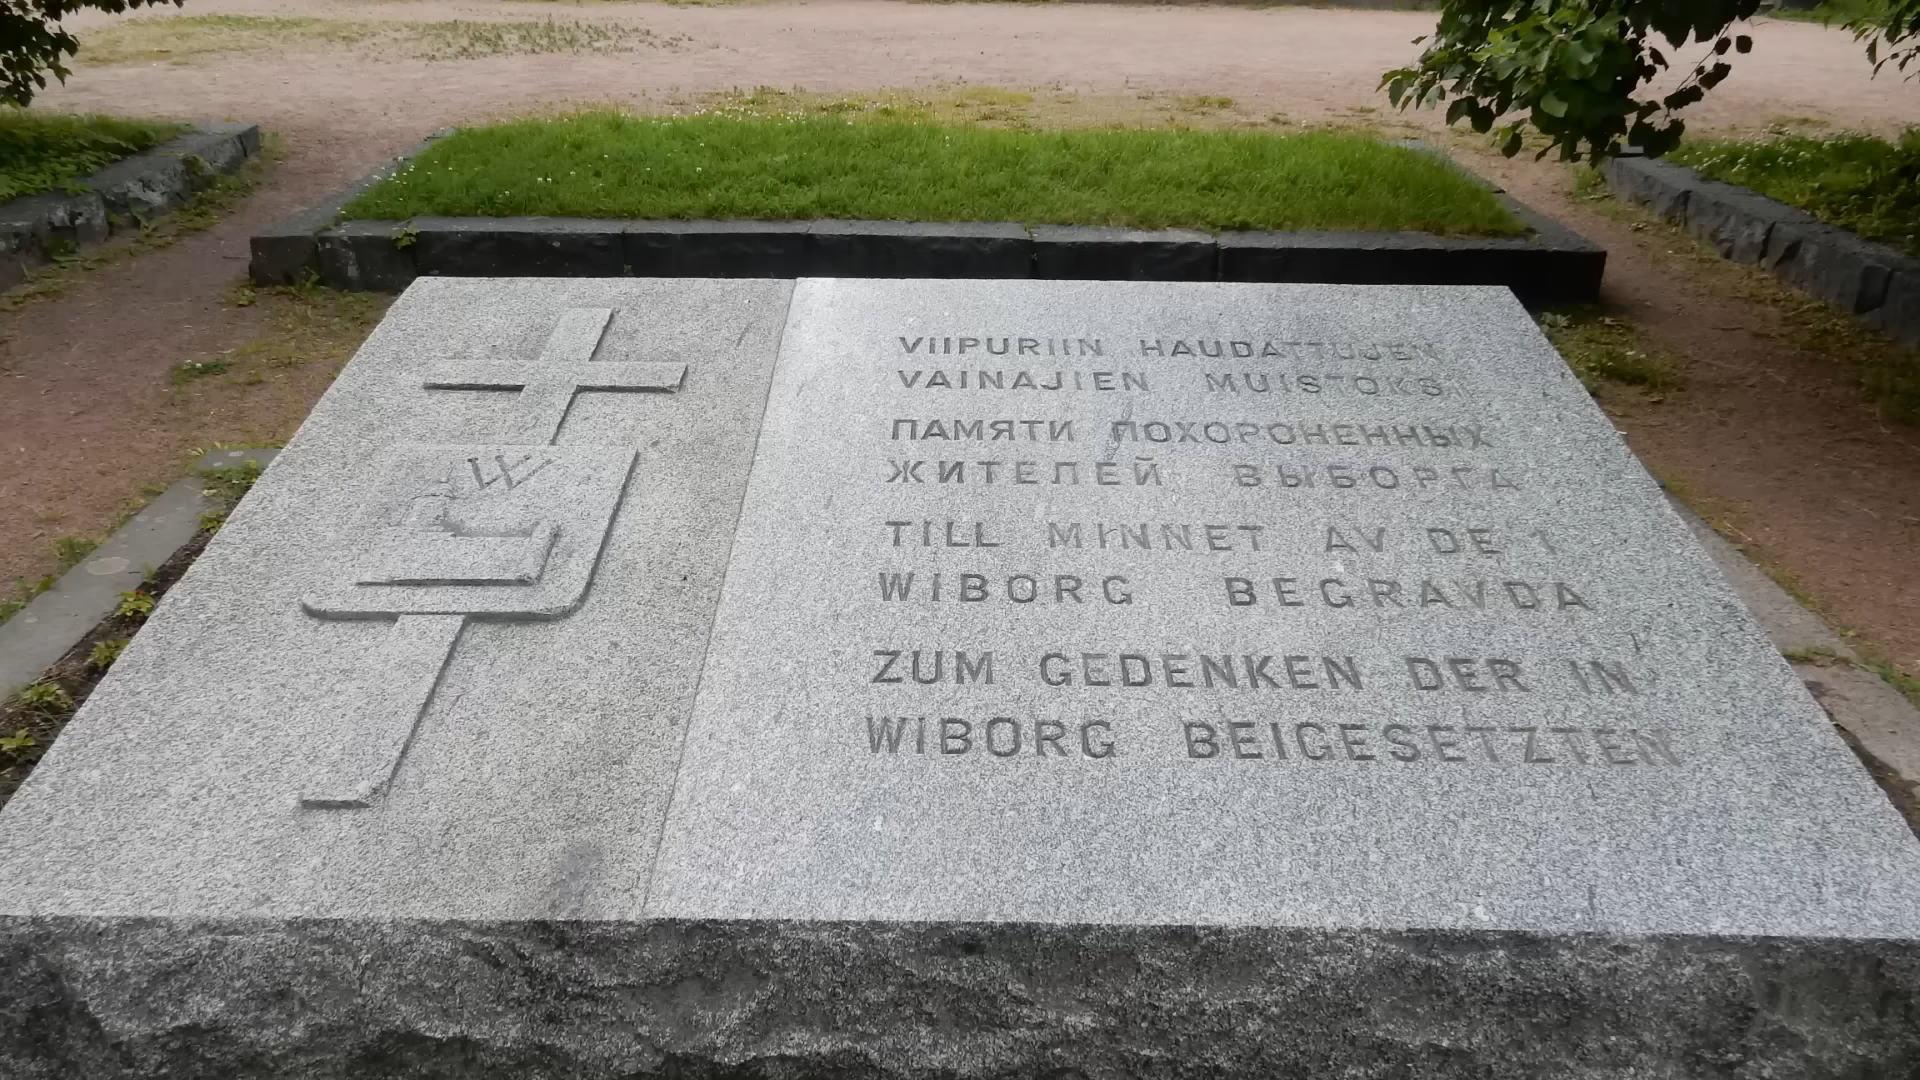 W
VIIPURIIN HAUDATTUJEN
VAINAJIEN MUISTOKSI
ПАМЯТИ ПОХОРОНЕННЫХ
ЖИТЕЛЕЙ ВЫБОРГА
TILL MINNET AV DE I
WIBORG BEGRAVDA
ZUM GEDENKEN DER IN
WIBORG BEIGESETZTEN